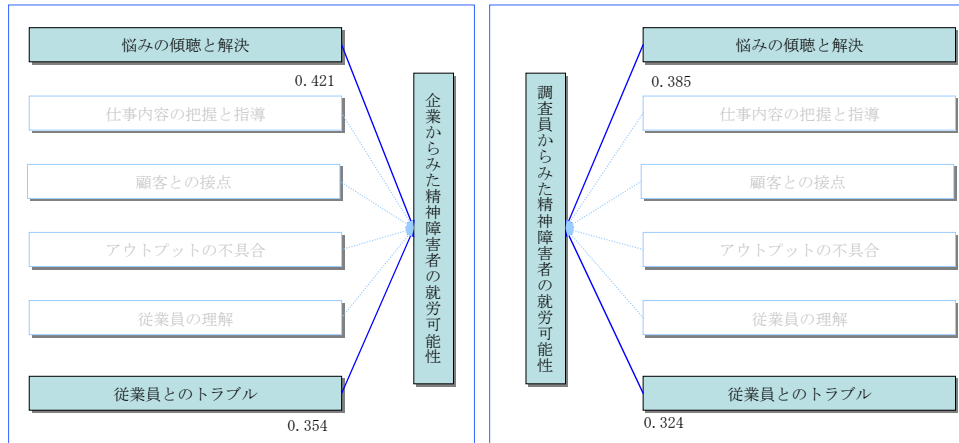 悩みの傾聴と解決
0.421
仕事内容の把握と指導
顧客との接点
アウトプットの不具合
従業員の理解
従業員とのトラブル
0.354
企業からみた精神障害者の就労可能性
調査員からみた精神障害者の就労可能性
悩みの傾聴と解決
0.385
仕事内容の把握と指導
顧客との接点
アウトプットの不具合
従業員の理解
従業員とのトラブル
0.324